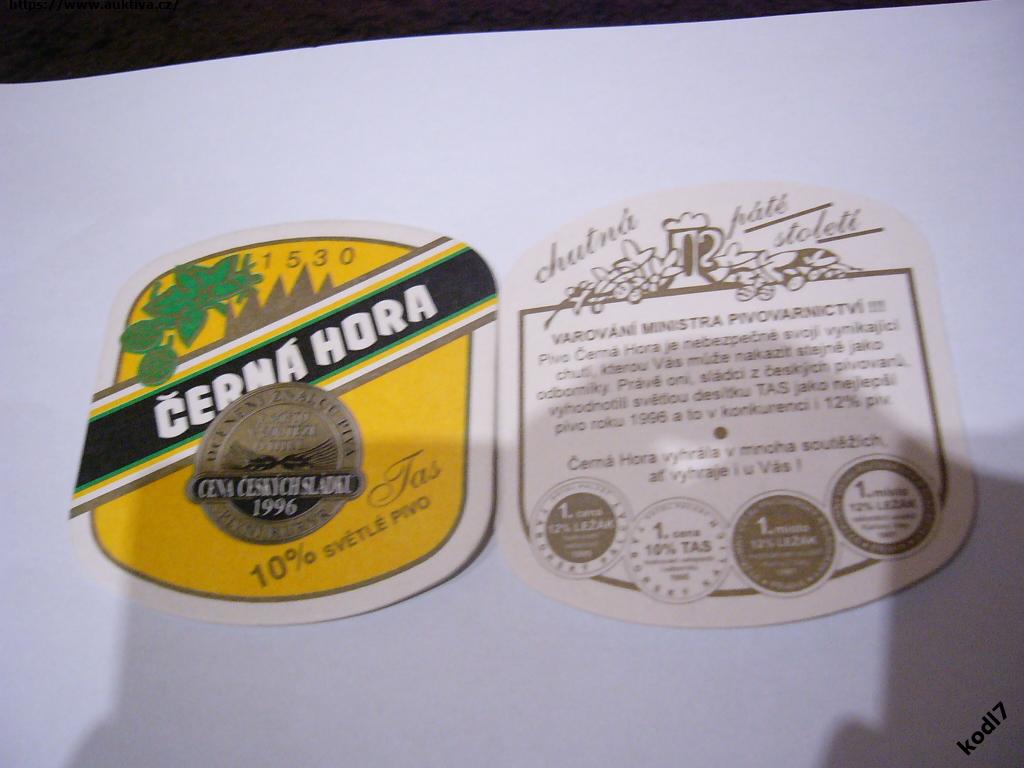 https://www.auktiva.cz/
1530
ČERNÁ HORA
OCENĚNÍ ZNALCŮ PIVA
CENA ČESKÝCH SLÁDKŮ
1996
Tas
10% SVĚTLÉ PIVO
chutná
páté
století
VAROVÁNÍ MINISTRA PIVOVARNICTVÍ !!!
Pivo Černá Hora je nebezpečné svojí vynikající
chutí, kterou Vás může nakazit stejně jako
odborníky. Právě oni, sládci z českých pivovarů,
vyhodnotili světlou desítku TAS jako nejlepší
pivo roku 1996 a to v konkurenci i 12% piv.
Černá Hora vyhrála v mnoha soutěžích,
ať vyhraje i u Vás !
1. cena
12% LEŽÁK
1. cena
10% TAS
1. místo
12% LEŽÁK
1. místo
12% LEŽÁK
kodl7